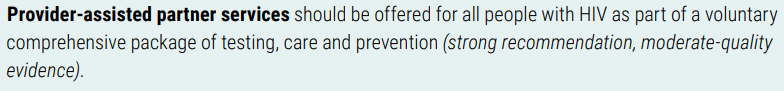 Provider-assisted partner services should be offered for all people with HIV as part of a voluntary
comprehensive package of testing, care and prevention (strong recommendation, moderate-quality
evidence).